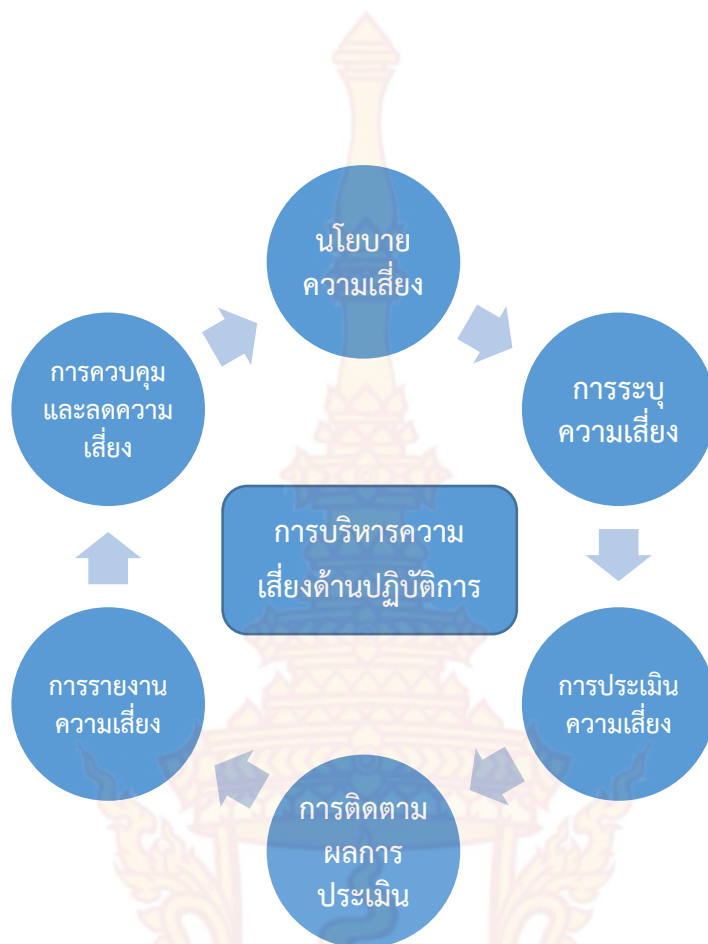 นโยบาย
ความเสี่ยง
การระบุ
ความเสี่ยง
การประเมิน
ความเสี่ยง
การติดตาม
ผลการ
ประเมิน
การรายงาน
ความเสี่ยง
การควบคุม
และลดความ
เสี่ยง
การบริหารความ
เสี่ยงด้านปฏิบัติการ